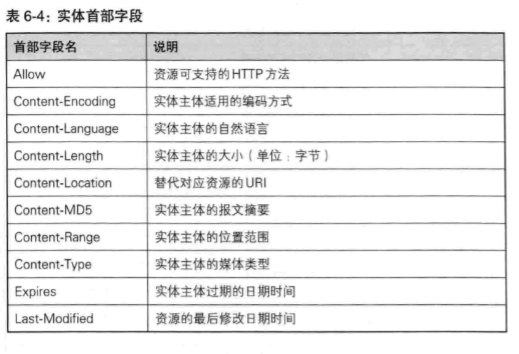 表 6-4：实体首部字段
首部字段名 说明
Allow 资源可支持的HTTP方法
Content-Encoding 实体主体适用的编码方式
Content-Language 实体主体的自然语言
Content-Length 实体主体的大小（单位：字节）
Content-Location 替代对应资源的URI
Content-MD5 实体主体的报文摘要
Content-Range 实体主体的位置范围
Content-Type 实体主体的媒体类型
Expires 实体主体过期的日期时间
Last-Modified 资源的最后修改日期时间